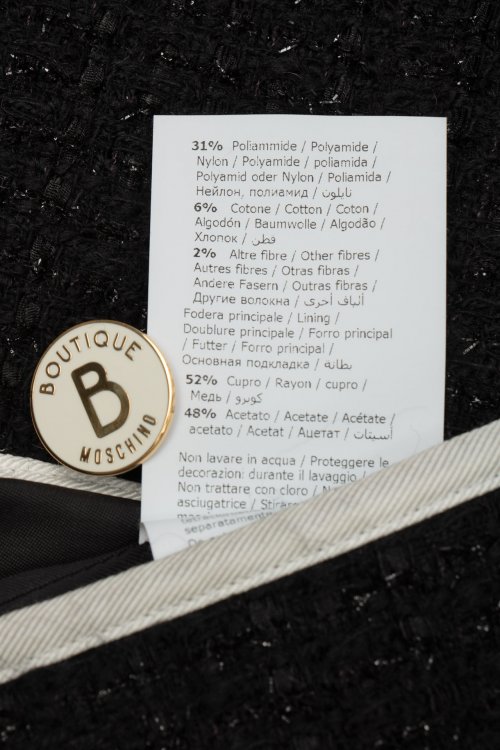 31% Poliammide / Polyamide /
Nylon / Polyamide / poliamida /
Polyamid oder Nylon / Poliamida /
Нейлон, полиамид / نايلون
6% Cotone / Cotton / Coton /
Algodón / Baumwolle / Algodão /
Хлопок / قطن
2% Altre fibre / Other fibres /
Autres fibres / Otras fibras /
Andere Fasern / Outras fibras /
Другие волокна / ألياف أخرى
Fodera principale / Lining /
Doublure principale / Forro principal
/ Futter / Forro principal /
Основная подкладка / بطانة
52% Cupro / Rayon / cupro /
Медь / كوبرو
48% Acetato / Acetate / Acétate /
acetato / Acetat / Ацетат / أسيتات
Non lavare in acqua / Proteggere le
decorazioni durante il lavaggio /
Non trattare con cloro / Non
asciugatrice / Stirare
separatamente
BOUTIQUE
B
MOSCHINO